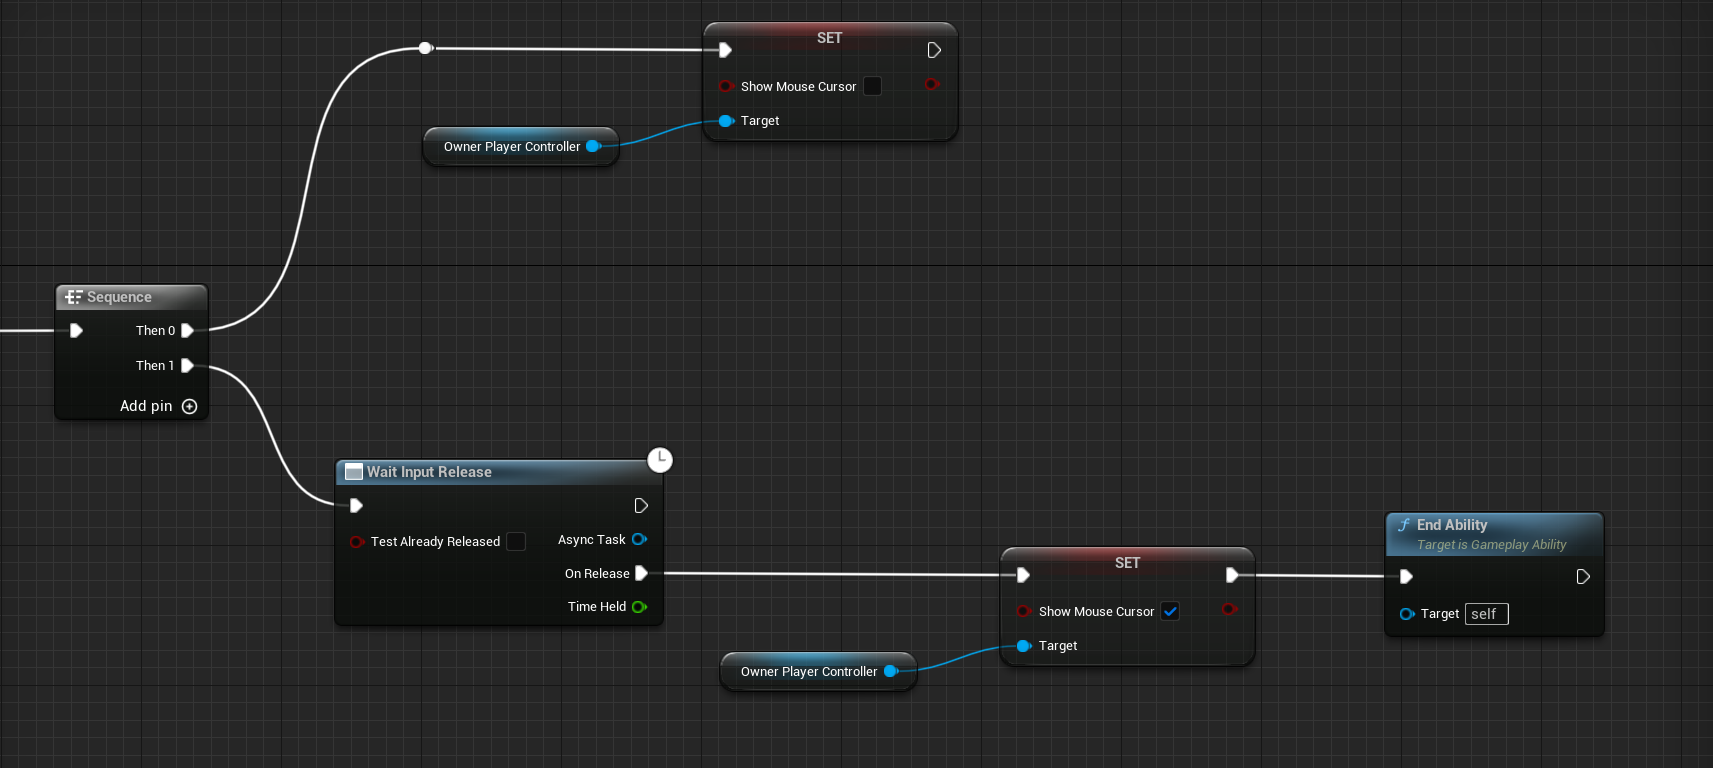 SET
Show Mouse Cursor
Target
Owner Player Controller
Sequence
Then 0
Then 1
Add pin
Wait Input Release
Test Already Released
Async Task
On Release
Time Held
SET
Show Mouse Cursor
Target
Owner Player Controller
f End Ability
Target is Gameplay Ability
Target self